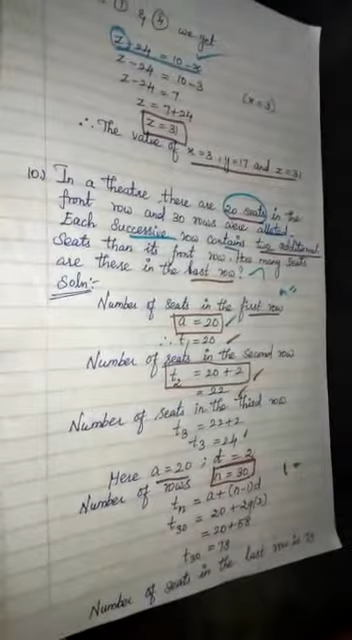 ① & ④ we get
z - 24 = 10 - x
z - 24 = 10 - 3
z - 24 = 7
z = 7 + 24 (x = 3)
z = 31
∴ The value of x = 3, y = 17 and z = 31
10) In a theatre there are 20 seats in the
front row and 30 rows were allotted.
Each successive row contains two additional
seats than its front row. How many seats
are these in the last row?
Soln:-
Number of seats in the first row
a = 20
∴ t₁ = 20
Number of seats in the second row
t₂ = 20 + 2
= 22
Number of seats in the third row
t₃ = 22 + 2
t₃ = 24
Here a = 20 ; d = 2
Number of rows n = 30
tₙ = a + (n-1)d
t₃₀ = 20 + 29(2)
= 20 + 58
t₃₀ = 78
Number of seats in the last row is 78